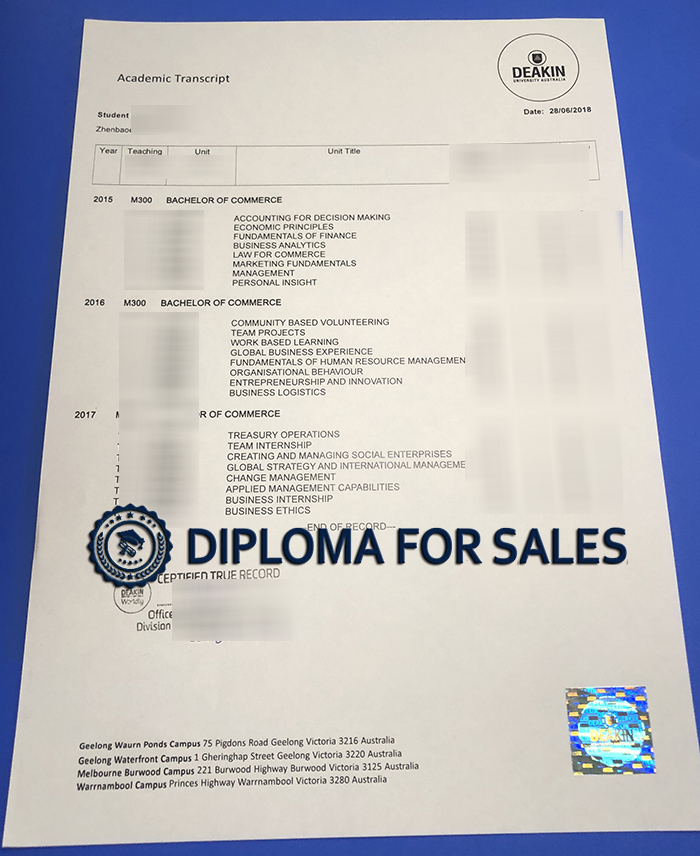 Academic Transcript
DEAKIN
UNIVERSITY AUSTRALIA
Date: 28/06/2018
Student
Year Teaching Unit Unit Title
2015 M300 BACHELOR OF COMMERCE
ACCOUNTING FOR DECISION MAKING
ECONOMIC PRINCIPLES
FUNDAMENTALS OF FINANCE
BUSINESS ANALYTICS
LAW FOR COMMERCE
MARKETING FUNDAMENTALS
MANAGEMENT
PERSONAL INSIGHT
2016 M300 BACHELOR OF COMMERCE
COMMUNITY BASED VOLUNTEERING
TEAM PROJECTS
WORK BASED LEARNING
GLOBAL BUSINESS EXPERIENCE
FUNDAMENTALS OF HUMAN RESOURCE MANAGEMEN
ORGANISATIONAL BEHAVIOUR
ENTREPRENEURSHIP AND INNOVATION
BUSINESS LOGISTICS
2017 OF COMMERCE
TREASURY OPERATIONS
TEAM INTERNSHIP
CREATING AND MANAGING SOCIAL ENTERPRISES
GLOBAL STRATEGY AND INTERNATIONAL MANAGEME
CHANGE MANAGEMENT
APPLIED MANAGEMENT CAPABILITIES
BUSINESS INTERNSHIP
BUSINESS ETHICS
---END OF RECORD---
DIPLOMA FOR SALES
CERTIFIED TRUE RECORD
DEAKIN
Worldly
Office
Division
DEAKIN
Geelong Waurn Ponds Campus 75 Pigdons Road Geelong Victoria 3216 Australia
Geelong Waterfront Campus 1 Gheringhap Street Geelong Victoria 3220 Australia
Melbourne Burwood Campus 221 Burwood Highway Burwood Victoria 3125 Australia
Warrnambool Campus Princes Highway Warrnambool Victoria 3280 Australia